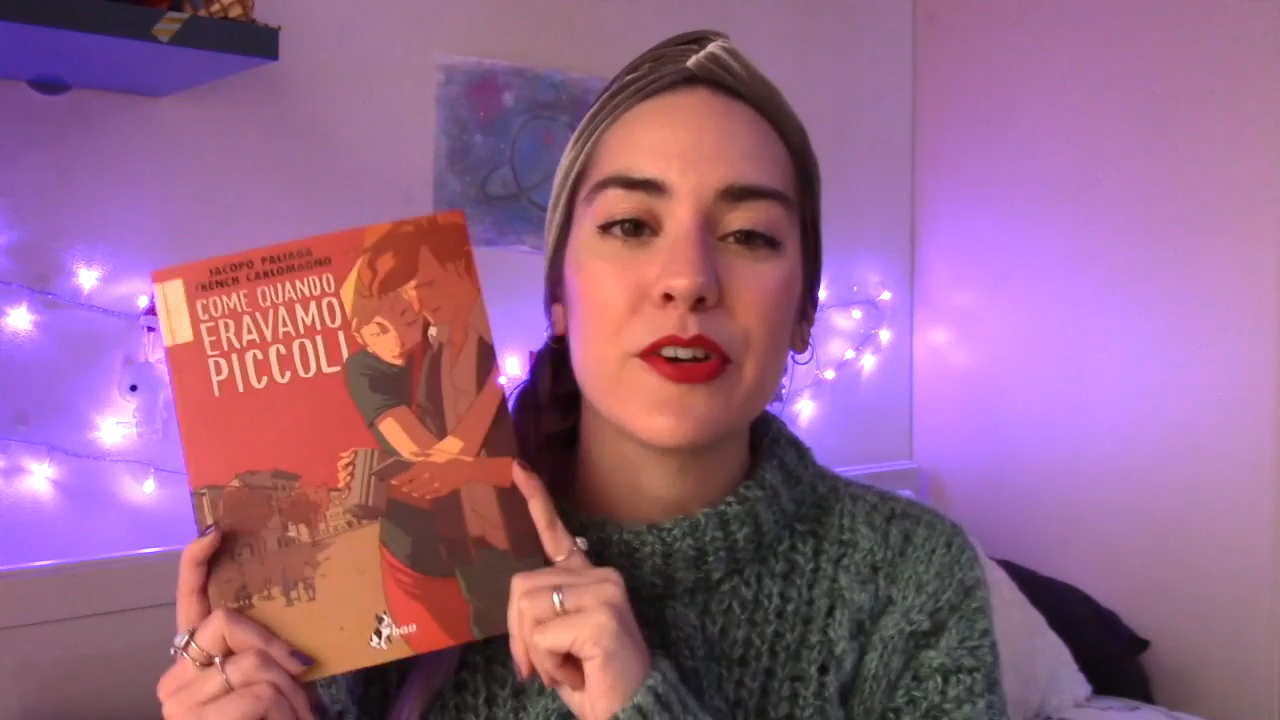 JACOPO PALIAGA
FRENCH CARLOMAGNO
COME QUANDO
ERAVAMO
PICCOLI
bao